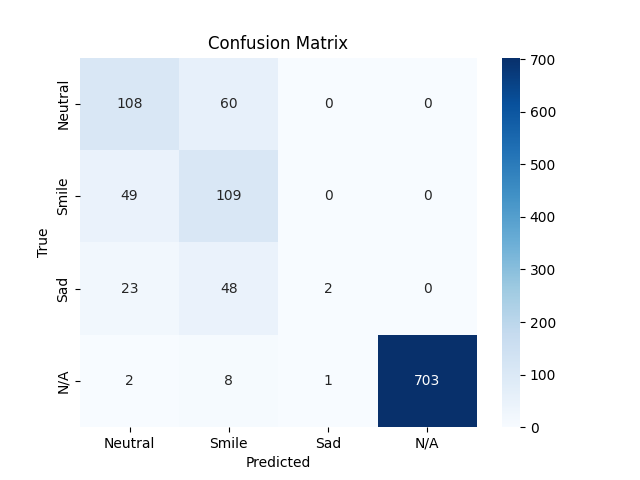 Confusion Matrix
Neutral 108 60 0 0
Smile 49 109 0 0
Sad 23 48 2 0
N/A 2 8 1 703
Neutral Smile Sad N/A
Predicted
True
700
600
500
400
300
200
100
0